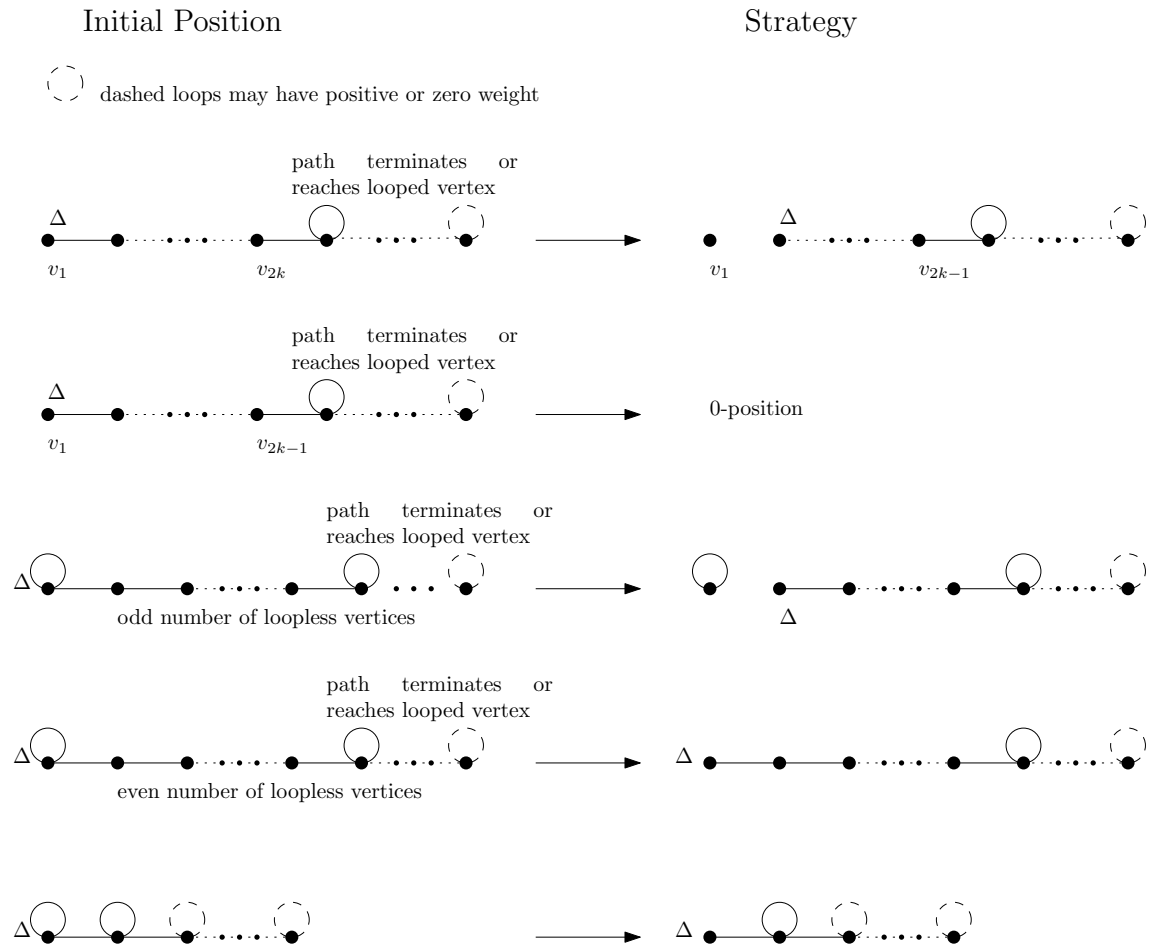 Initial Position
Strategy
dashed loops may have positive or zero weight
path terminates or
reaches looped vertex
Δ
Δ
v₁
v₂ₖ
v₁
v₂ₖ₋₁
path terminates or
reaches looped vertex
Δ
0-position
v₁
v₂ₖ₋₁
path terminates or
reaches looped vertex
Δ
odd number of loopless vertices
Δ
path terminates or
reaches looped vertex
Δ
Δ
even number of loopless vertices
Δ
Δ